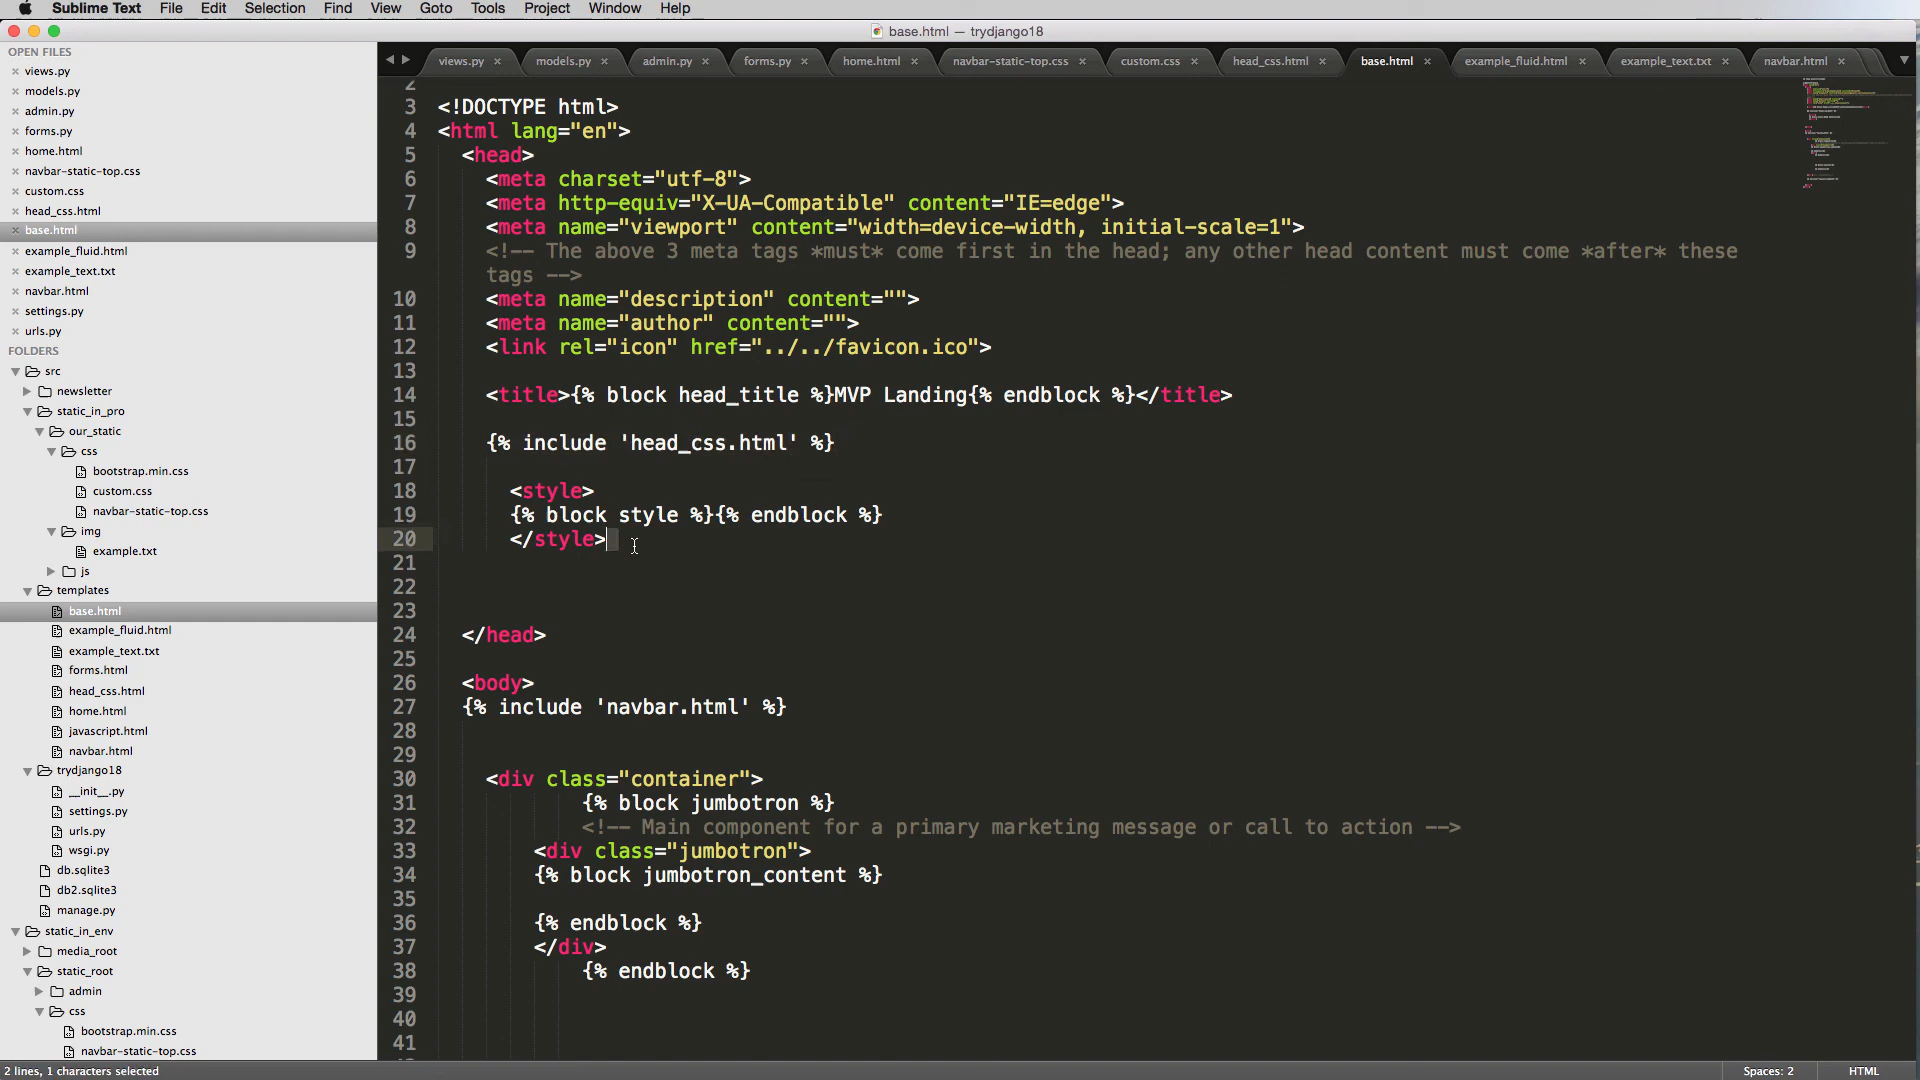 Sublime Text File Edit Selection Find View Goto Tools Project Window Help
base.html — trydjango18
OPEN FILES
views.py
models.py
admin.py
forms.py
home.html
navbar-static-top.css
custom.css
head_css.html
base.html
example_fluid.html
example_text.txt
navbar.html
settings.py
urls.py
FOLDERS
src
newsletter
static_in_pro
our_static
css
bootstrap.min.css
custom.css
navbar-static-top.css
img
example.txt
js
templates
base.html
example_fluid.html
example_text.txt
forms.html
head_css.html
home.html
javascript.html
navbar.html
trydjango18
__init__.py
settings.py
urls.py
wsgi.py
db.sqlite3
db2.sqlite3
manage.py
static_in_env
media_root
static_root
admin
css
bootstrap.min.css
navbar-static-top.css
views.py models.py admin.py forms.py home.html navbar-static-top.css custom.css head_css.html base.html example_fluid.html example_text.txt navbar.html
2
3 <!DOCTYPE html>
4 <html lang="en">
5 <head>
6 <meta charset="utf-8">
7 <meta http-equiv="X-UA-Compatible" content="IE=edge">
8 <meta name="viewport" content="width=device-width, initial-scale=1">
9 <!-- The above 3 meta tags *must* come first in the head; any other head content must come *after* these
tags -->
10 <meta name="description" content="">
11 <meta name="author" content="">
12 <link rel="icon" href="../../favicon.ico">
13
14 <title>{% block head_title %}MVP Landing{% endblock %}</title>
15
16 {% include 'head_css.html' %}
17
18 <style>
19 {% block style %}{% endblock %}
20 </style>
21
22
23
24 </head>
25
26 <body>
27 {% include 'navbar.html' %}
28
29
30 <div class="container">
31 {% block jumbotron %}
32 <!-- Main component for a primary marketing message or call to action -->
33 <div class="jumbotron">
34 {% block jumbotron_content %}
35
36 {% endblock %}
37 </div>
38 {% endblock %}
39
40
41
2 lines, 1 characters selected
Spaces: 2 HTML